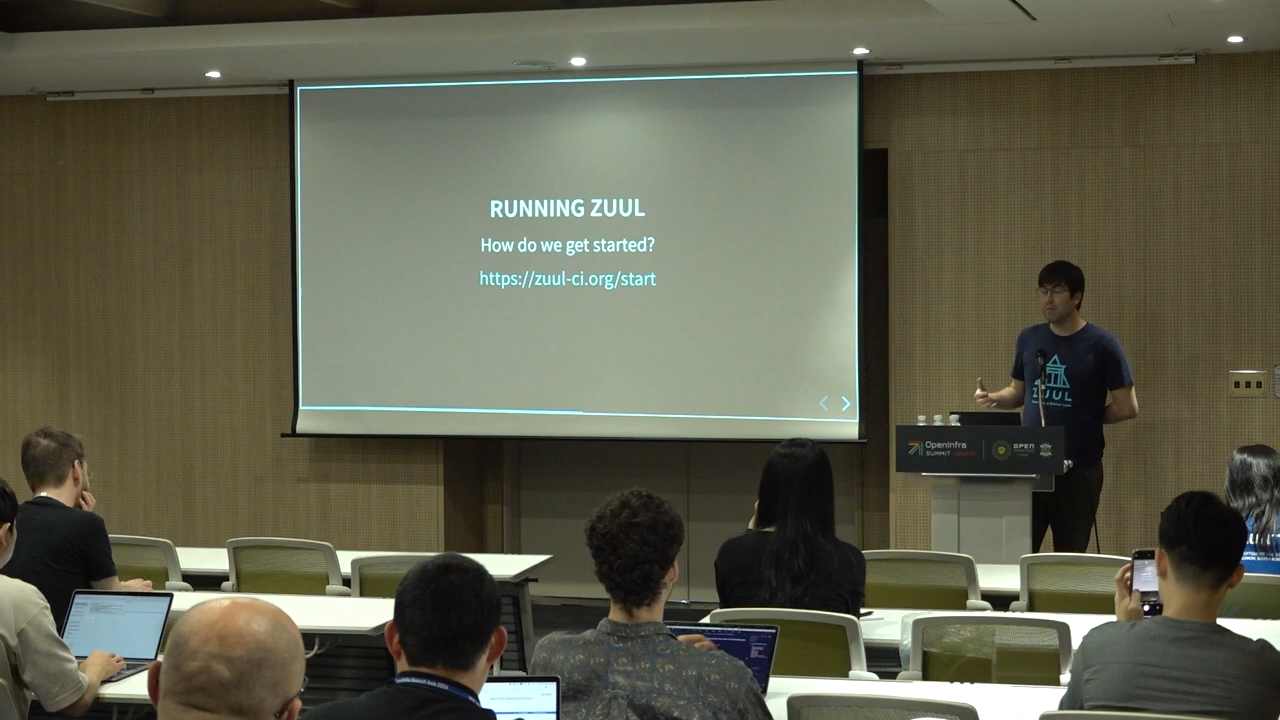 RUNNING ZUUL
How do we get started?
https://zuul-ci.org/start
ZUUL
OpenInfra
SUMMIT
OPEN